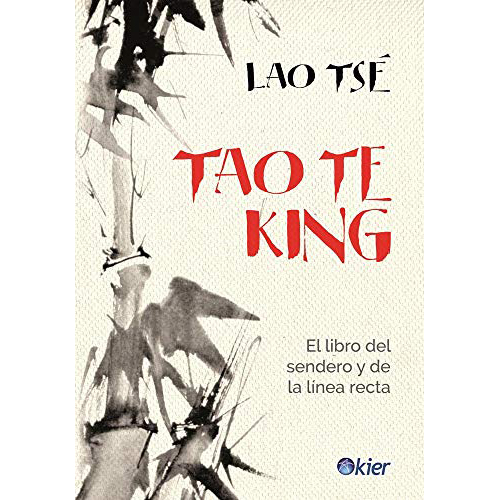 LAO TSÉ
TAO TE
KING
El libro del
sendero y de
la línea recta
kier